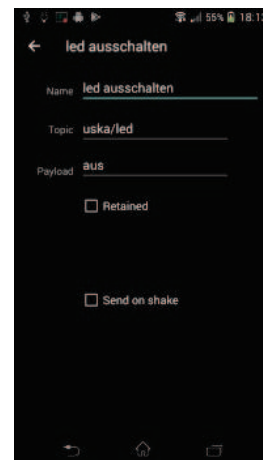 55% 18:1
led ausschalten
Name led ausschalten
Topic uska/led
Payload aus
Retained
Send on shake